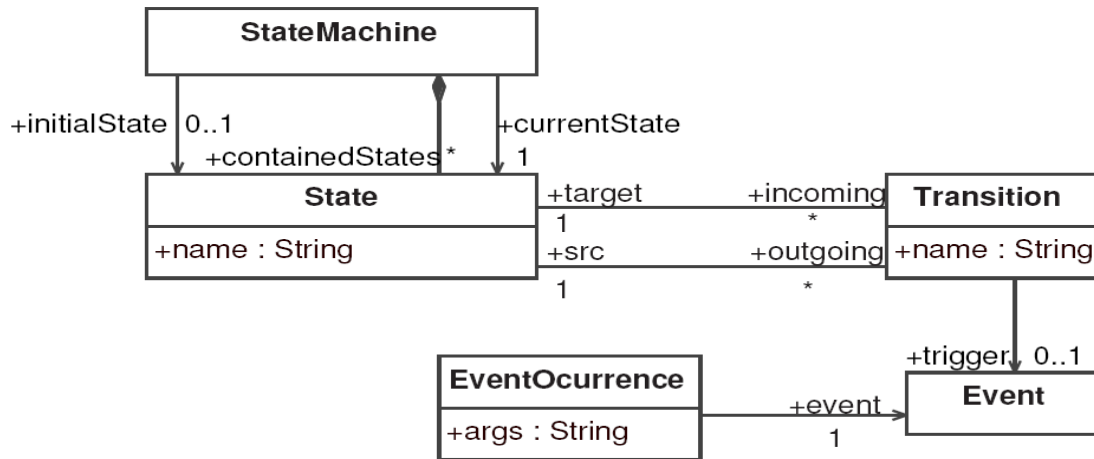 StateMachine
+initialState 0..1
+currentState
+containedStates * 1
State
+name : String
+target +incoming
1 *
+src +outgoing
1 *
Transition
+name : String
+trigger 0..1
EventOcurrence
+args : String
+event
1
Event